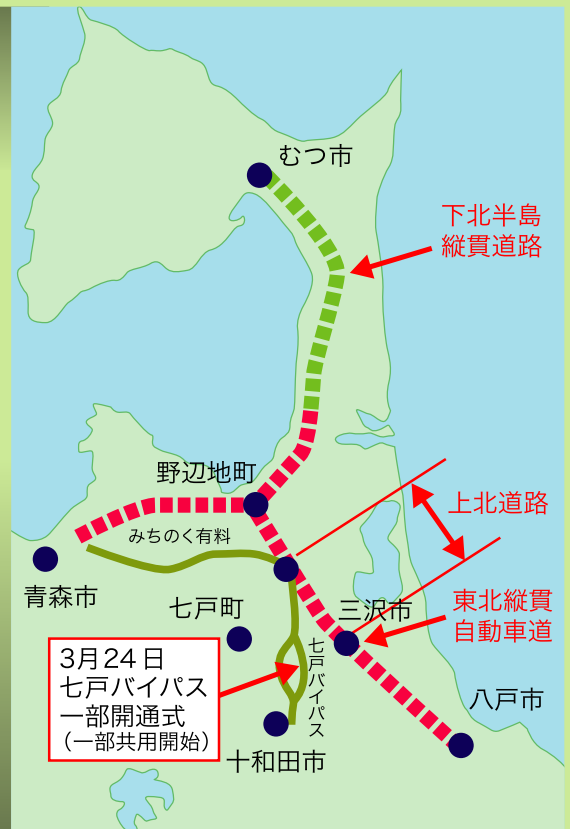 むつ市
下北半島
縦貫道路
野辺地町
上北道路
みちのく有料
青森市
七戸町
三沢市
東北縦貫
自動車道
3月24日
七戸バイパス
一部開通式
（一部共用開始）
七戸バイパス
八戸市
十和田市